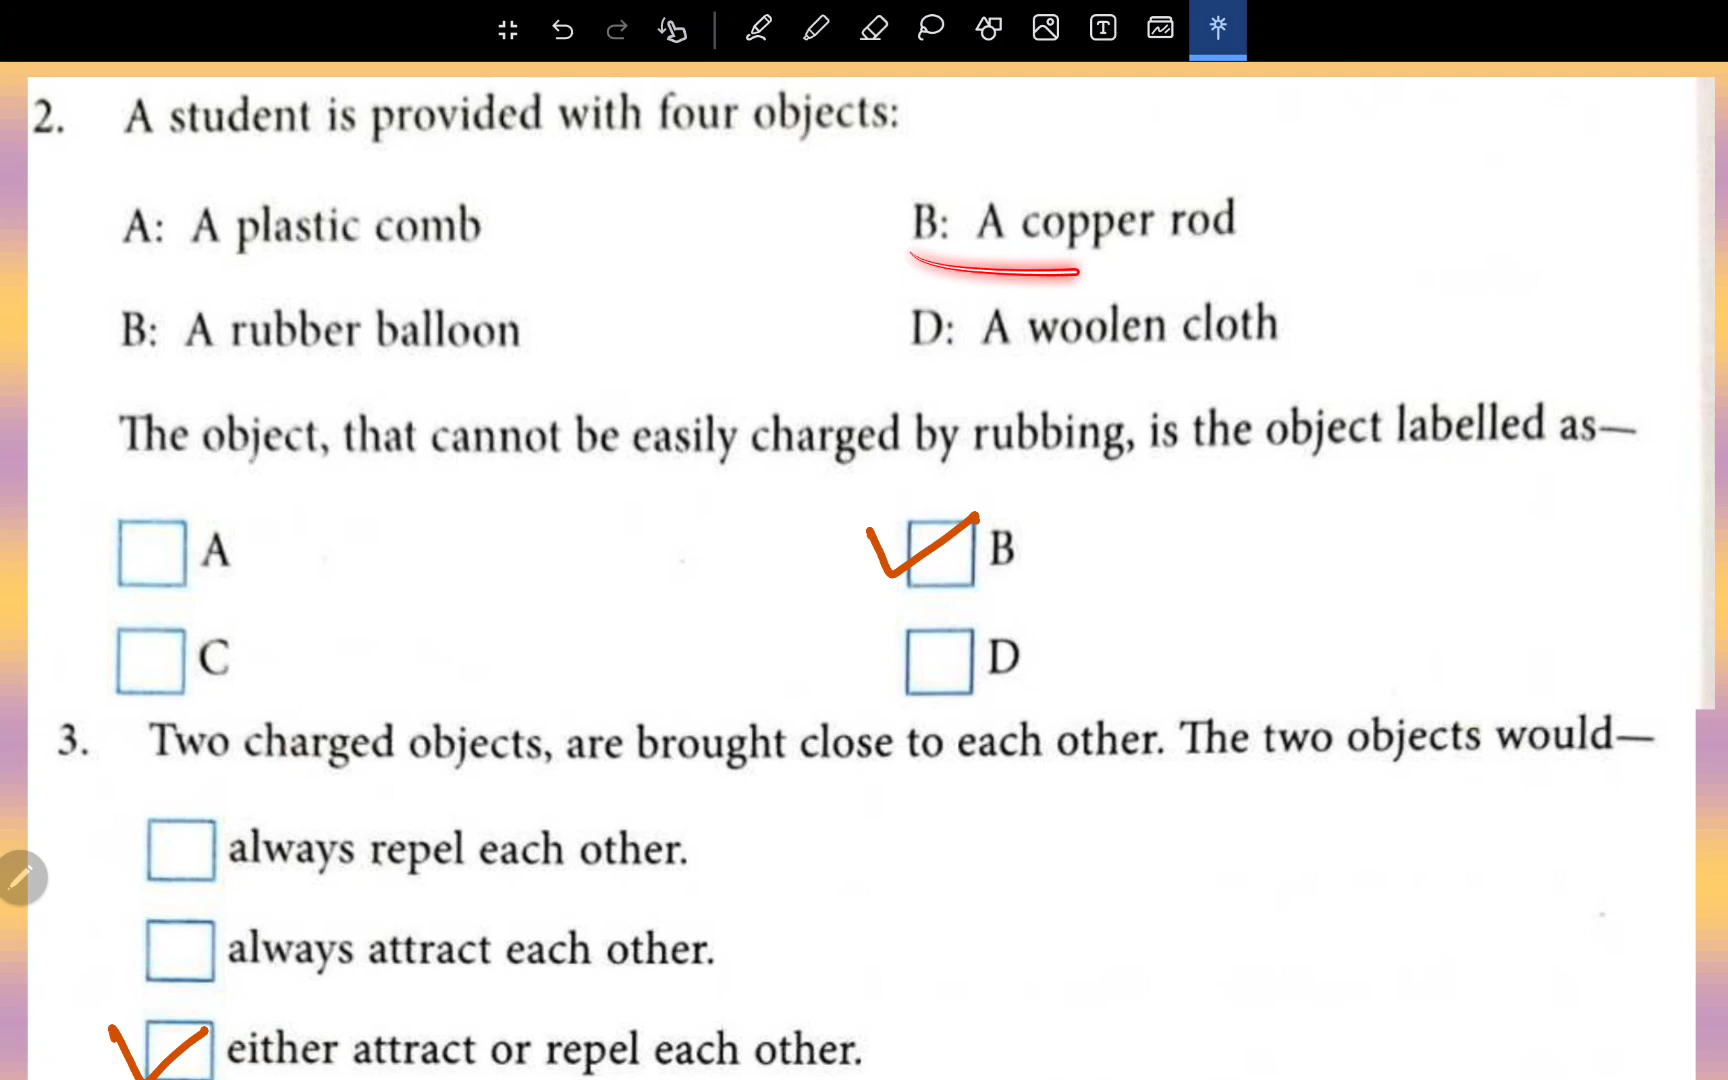 2. A student is provided with four objects:
A: A plastic comb B: A copper rod
B: A rubber balloon D: A woolen cloth
The object, that cannot be easily charged by rubbing, is the object labelled as—
A B
C D
3. Two charged objects, are brought close to each other. The two objects would—
always repel each other.
always attract each other.
either attract or repel each other.